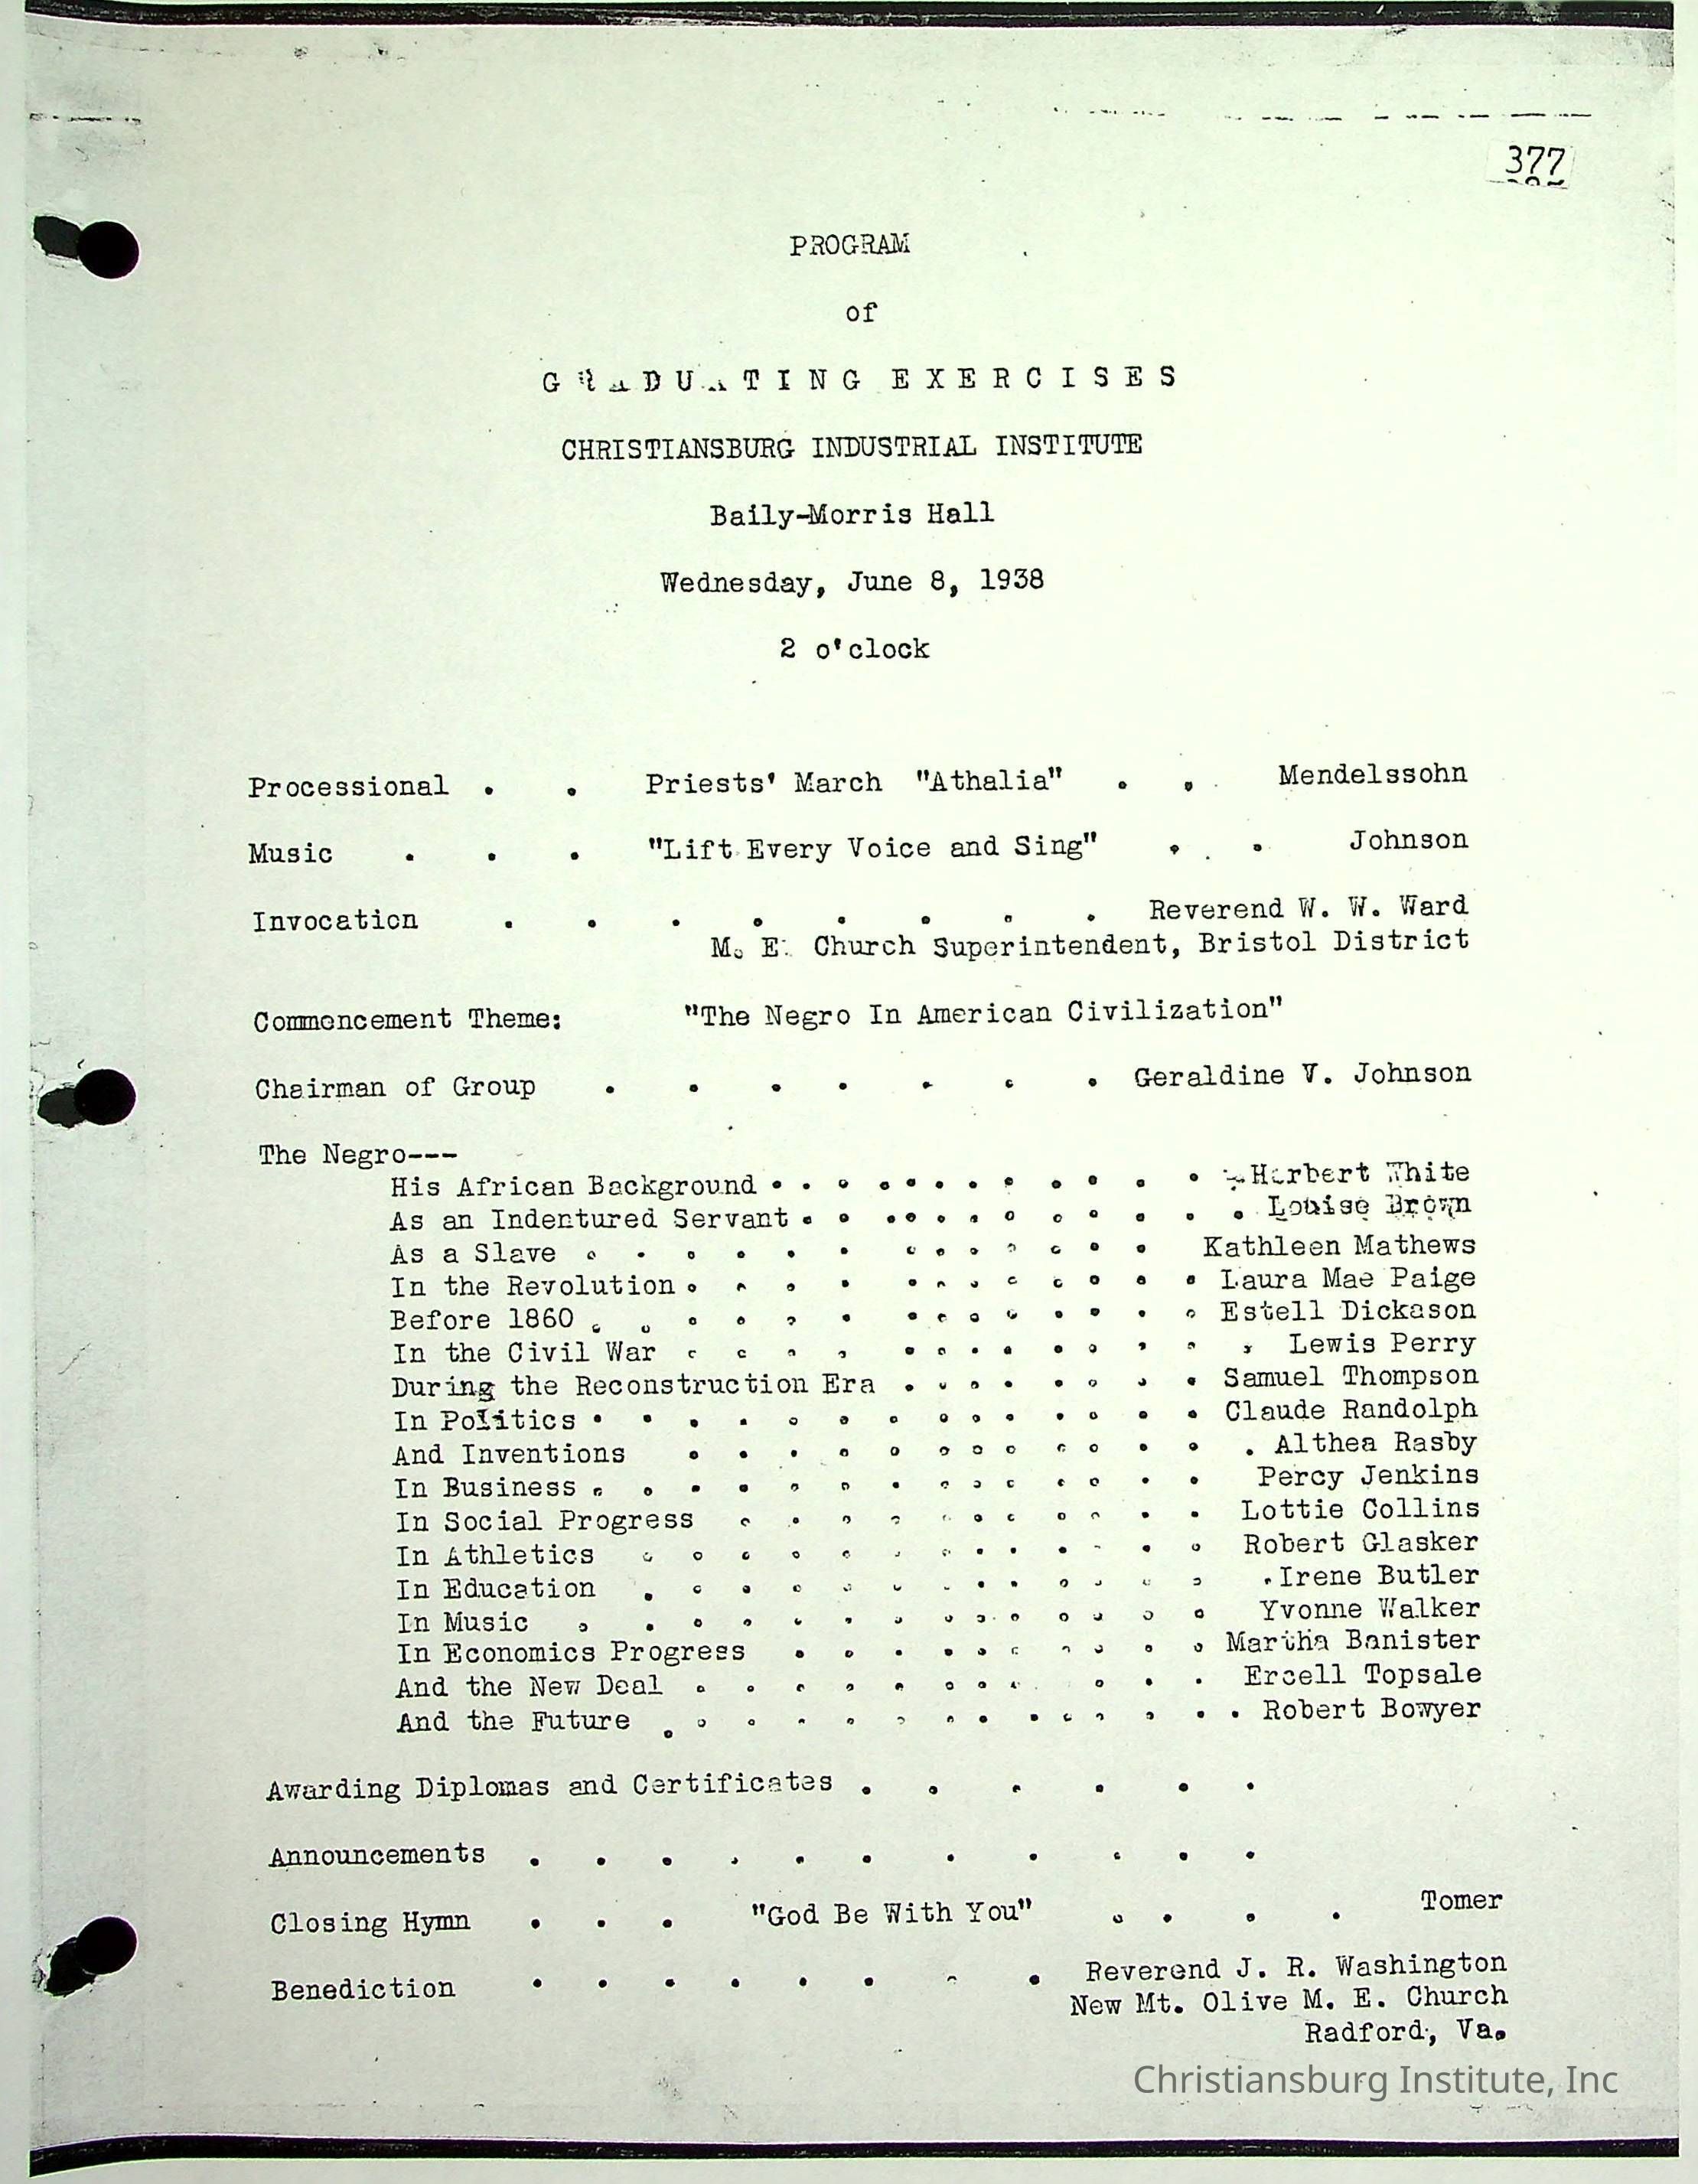 377
PROGRAM
of
GRADUATING EXERCISES
CHRISTIANSBURG INDUSTRIAL INSTITUTE
Baily-Morris Hall
Wednesday, June 8, 1938
2 o'clock
Processional . . Priests' March "Athalia" . . Mendelssohn
Music . . . "Lift Every Voice and Sing" . . Johnson
Invocation . . . . . . . . Reverend W. W. Ward
M. E. Church Superintendent, Bristol District
Commencement Theme: "The Negro In American Civilization"
Chairman of Group . . . . . . . Geraldine V. Johnson
The Negro---
His African Background . . . . . . . . . . . . Herbert White
As an Indentured Servant . . . . . . . . . . . . . Louise Brown
As a Slave . . . . . . . . . . . . . Kathleen Mathews
In the Revolution . . . . . . . . . . . . Laura Mae Paige
Before 1860 . . . . . . . . . . . . . . Estell Dickason
In the Civil War . . . . . . . . . . . . . Lewis Perry
During the Reconstruction Era . . . . . . . . Samuel Thompson
In Politics . . . . . . . . . . . . . . Claude Randolph
And Inventions . . . . . . . . . . . . . Althea Rasby
In Business . . . . . . . . . . . . . . Percy Jenkins
In Social Progress . . . . . . . . . . . Lottie Collins
In Athletics . . . . . . . . . . . . . Robert Glasker
In Education . . . . . . . . . . . . . . Irene Butler
In Music . . . . . . . . . . . . . . Yvonne Walker
In Economics Progress . . . . . . . . . . Martha Banister
And the New Deal . . . . . . . . . . . Ercell Topsale
And the Future . . . . . . . . . . . . . . Robert Bowyer
Awarding Diplomas and Certificates . . . . . .
Announcements . . . . . . . . . . .
Closing Hymn . . . "God Be With You" . . . . Tomer
Benediction . . . . . . . . Reverend J. R. Washington
New Mt. Olive M. E. Church
Radford, Va.
Christiansburg Institute, Inc